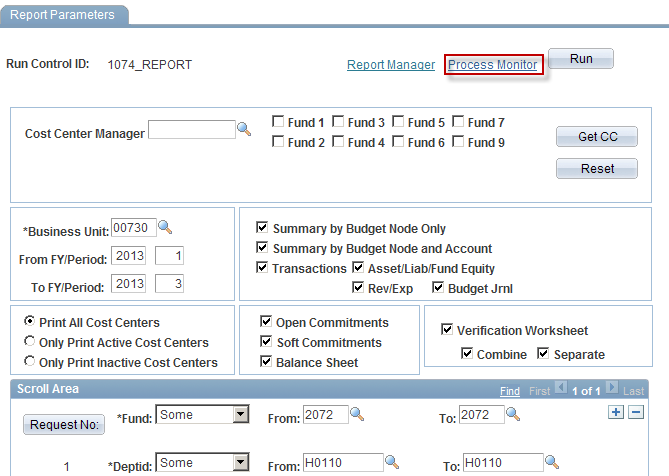 Report Parameters
Run Control ID: 1074_REPORT Report Manager Process Monitor Run
Cost Center Manager Fund 1 Fund 3 Fund 5 Fund 7
Fund 2 Fund 4 Fund 6 Fund 9
Get CC
Reset
*Business Unit: 00730
From FY/Period: 2013 1
To FY/Period: 2013 3
Summary by Budget Node Only
Summary by Budget Node and Account
Transactions Asset/Liab/Fund Equity
Rev/Exp Budget Jrnl
Print All Cost Centers
Only Print Active Cost Centers
Only Print Inactive Cost Centers
Open Commitments
Soft Commitments
Balance Sheet
Verification Worksheet
Combine Separate
Scroll Area Find First 1 of 1 Last
Request No: *Fund: Some From: 2072 To: 2072
1 *Deptid: Some From: H0110 To: H0110